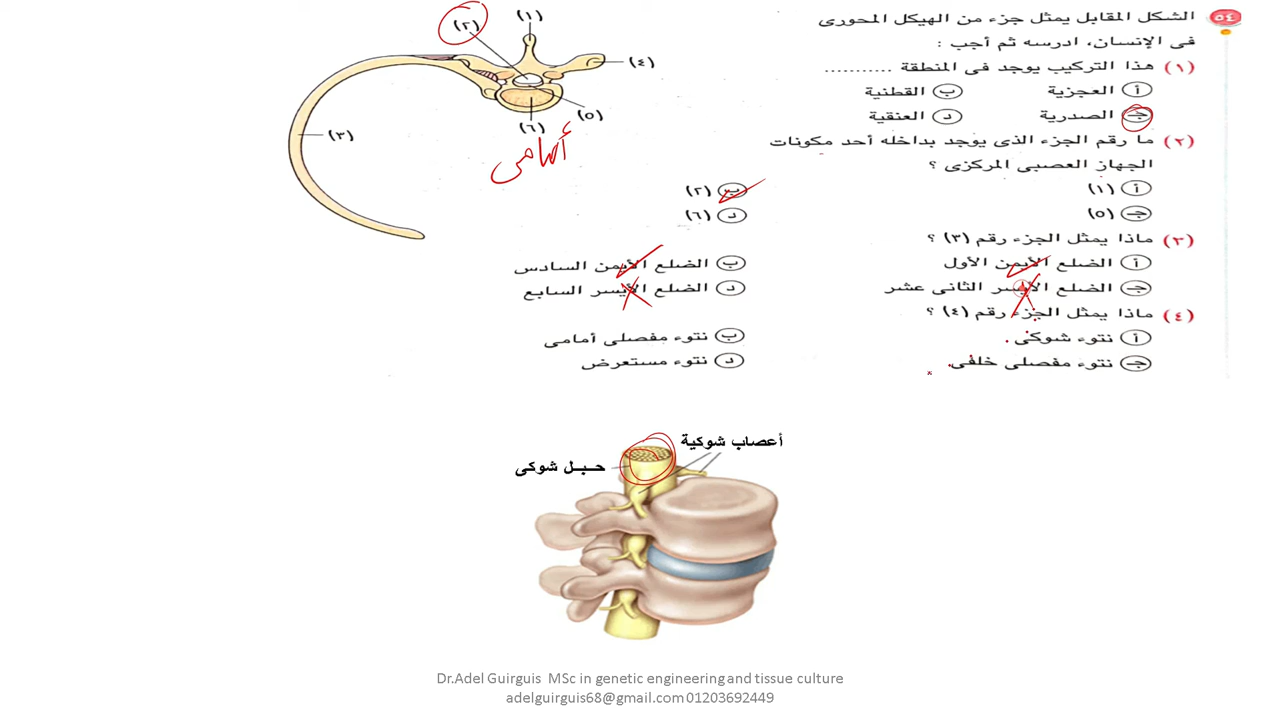 ٥٤ الشكل المقابل يمثل جزء من الهيكل المحورى
فى الإنسان، ادرسه ثم أجب :
(١) هذا التركيب يوجد فى المنطقة ..........
أ العجزية ب القطنية
جـ الصدرية د العنقية
(٢) ما رقم الجزء الذى يوجد بداخله أحد مكونات
الجهاز العصبى المركزى ؟
أ (١) ب (٢)
جـ (٥) د (٦)
(٣) ماذا يمثل الجزء رقم (٣) ؟
أ الضلع الأيمن الأول ب الضلع الأيمن السادس
جـ الضلع الأيسر الثانى عشر د الضلع الأيسر السابع
(٤) ماذا يمثل الجزء رقم (٤) ؟
أ نتوء شوكى ب نتوء مفصلى أمامى
جـ نتوء مفصلى خلفى د نتوء مستعرض
(١)
(٢)
(٤)
(٥)
(٦)
(٣)
أمامى
أعصاب شوكية
حبل شوكى
Dr.Adel Guirguis MSc in genetic engineering and tissue culture
adelguirguis68@gmail.com 01203692449